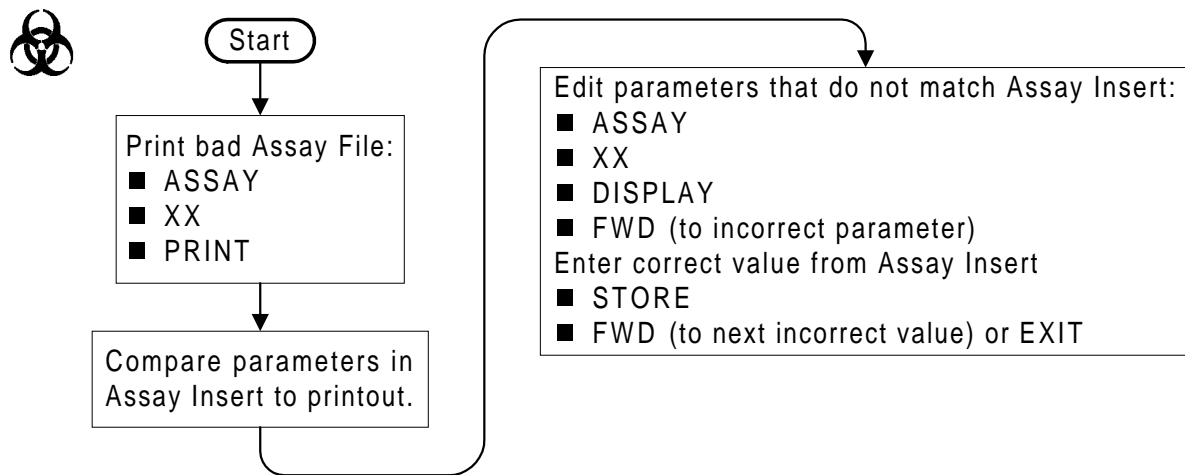 Start
Print bad Assay File:
■ ASSAY
■ XX
■ PRINT
Compare parameters in
Assay Insert to printout.
Edit parameters that do not match Assay Insert:
■ ASSAY
■ XX
■ DISPLAY
■ FWD (to incorrect parameter)
Enter correct value from Assay Insert
■ STORE
■ FWD (to next incorrect value) or EXIT